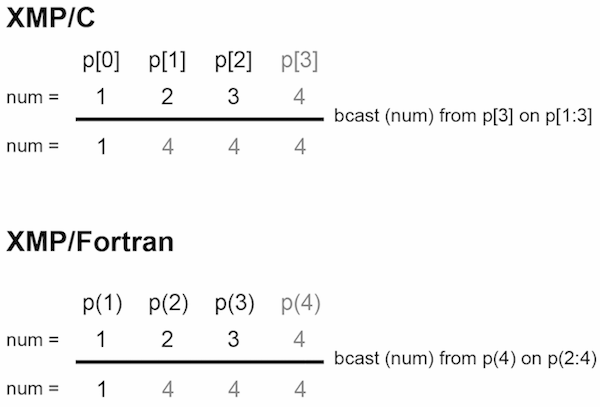 XMP/C
p[0] p[1] p[2] p[3]
num = 1 2 3 4
bcast (num) from p[3] on p[1:3]
num = 1 4 4 4
XMP/Fortran
p(1) p(2) p(3) p(4)
num = 1 2 3 4
bcast (num) from p(4) on p(2:4)
num = 1 4 4 4